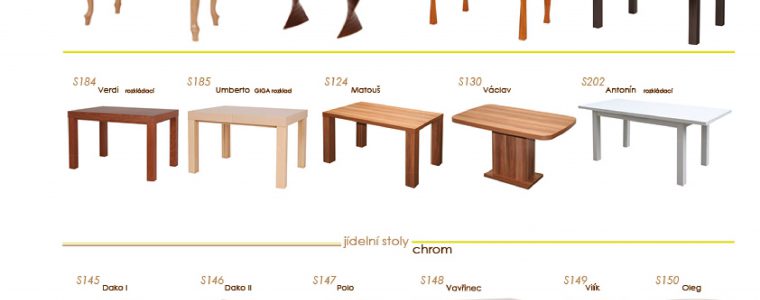 S184 S185 S124 S130 S202
Verdi rozkládací Umberto GIGA rozklad Matouš Václav Antonín rozkládací
jídelní stoly
chrom
S145 S146 S147 S148 S149 S150
Dako I Dako II Polo Vavřinec Vilík Oleg